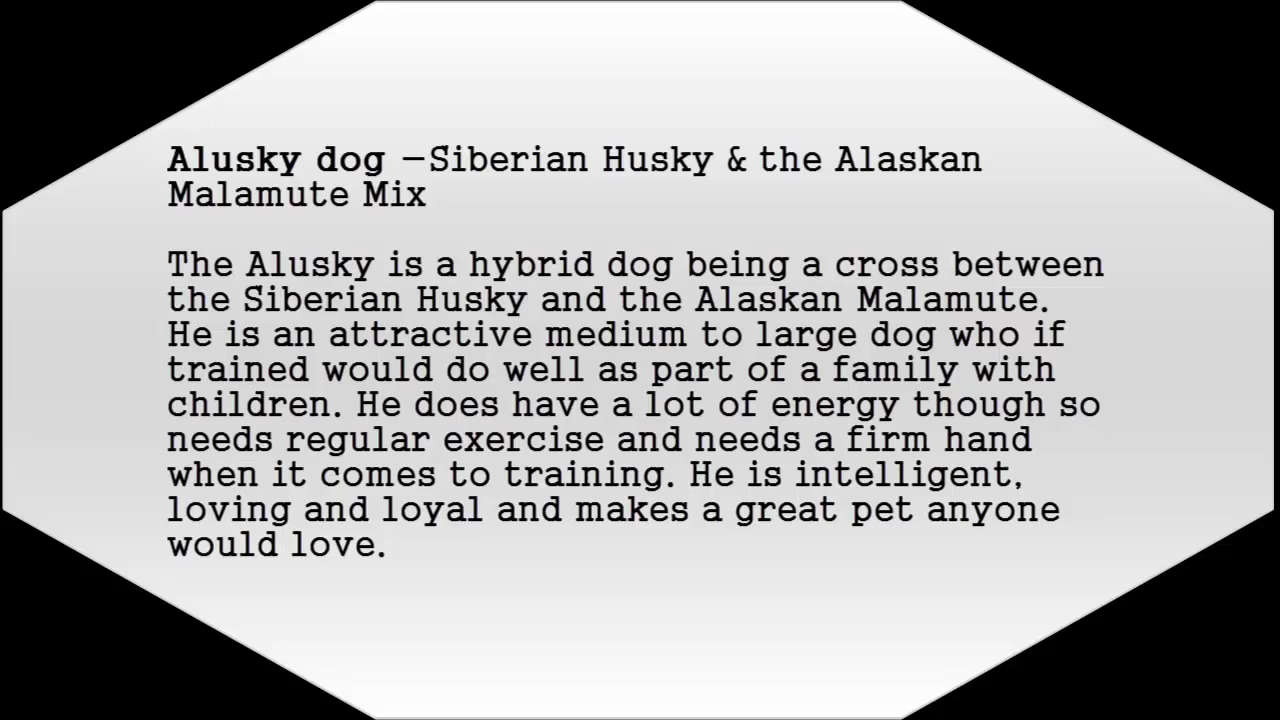 Alusky dog –Siberian Husky & the Alaskan
Malamute Mix
The Alusky is a hybrid dog being a cross between
the Siberian Husky and the Alaskan Malamute.
He is an attractive medium to large dog who if
trained would do well as part of a family with
children. He does have a lot of energy though so
needs regular exercise and needs a firm hand
when it comes to training. He is intelligent,
loving and loyal and makes a great pet anyone
would love.